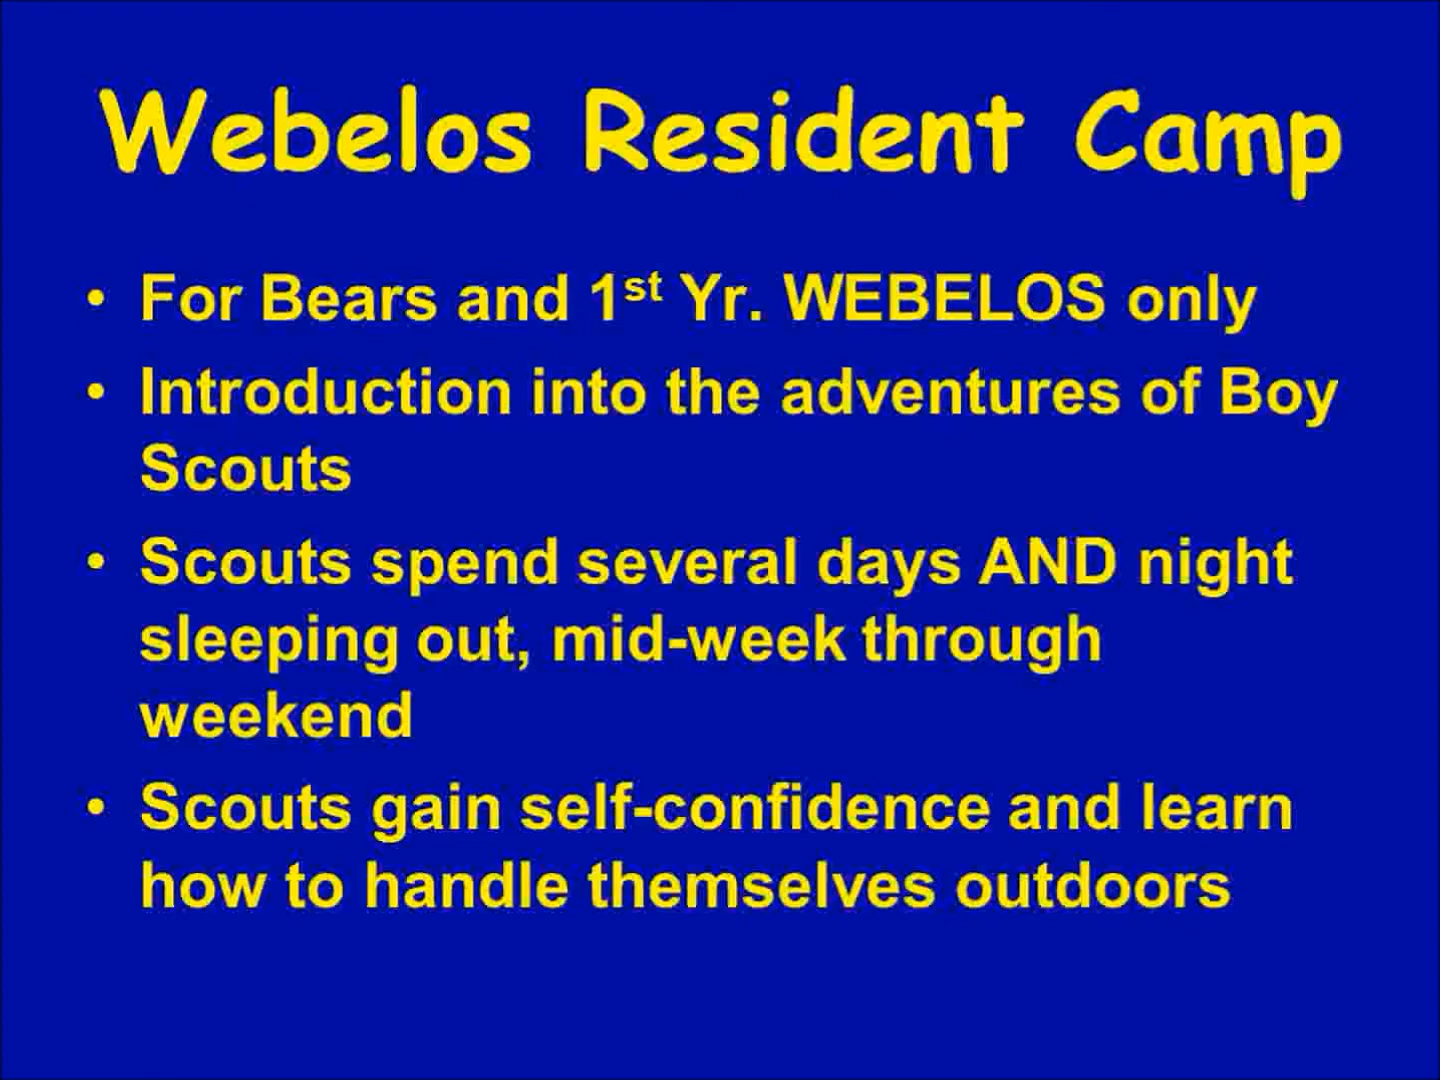 Webelos Resident Camp
• For Bears and 1st Yr. WEBELOS only
• Introduction into the adventures of Boy
Scouts
• Scouts spend several days AND night
sleeping out, mid-week through
weekend
• Scouts gain self-confidence and learn
how to handle themselves outdoors